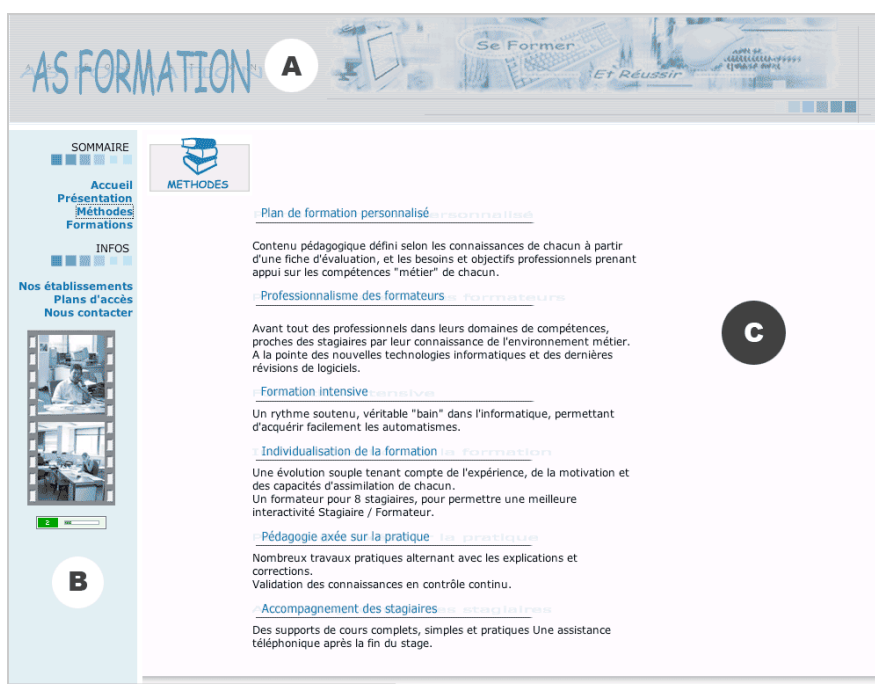 AS FORMATION
A
Se Former
Et Réussir
SOMMAIRE
Accueil
Présentation
Méthodes
Formations
INFOS
Nos établissements
Plans d'accès
Nous contacter
2
B
METHODES
Plan de formation personnalisé
Contenu pédagogique défini selon les connaissances de chacun à partir
d'une fiche d'évaluation, et les besoins et objectifs professionnels prenant
appui sur les compétences "métier" de chacun.
Professionnalisme des formateurs
Avant tout des professionnels dans leurs domaines de compétences,
proches des stagiaires par leur connaissance de l'environnement métier.
A la pointe des nouvelles technologies informatiques et des dernières
révisions de logiciels.
Formation intensive
Un rythme soutenu, véritable "bain" dans l'informatique, permettant
d'acquérir facilement les automatismes.
Individualisation de la formation
Une évolution souple tenant compte de l'expérience, de la motivation et
des capacités d'assimilation de chacun.
Un formateur pour 8 stagiaires, pour permettre une meilleure
interactivité Stagiaire / Formateur.
Pédagogie axée sur la pratique
Nombreux travaux pratiques alternant avec les explications et
corrections.
Validation des connaissances en contrôle continu.
Accompagnement des stagiaires
Des supports de cours complets, simples et pratiques Une assistance
téléphonique après la fin du stage.
C